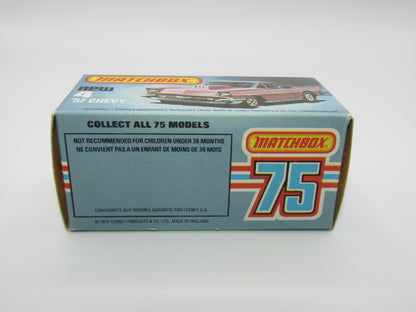 MATCHBOX
new
4
'57 CHEVY
COLLECT ALL 75 MODELS
NOT RECOMMENDED FOR CHILDREN UNDER 36 MONTHS
NE CONVIENT PAS A UN ENFANT DE MOINS DE 36 MOIS
CONFORMITÉ AUX NORMES GARANTIE PAR LESNEY S.A.
LESNEY PRODUCTS & CO. LTD. MADE IN ENGLAND
MATCHBOX
75